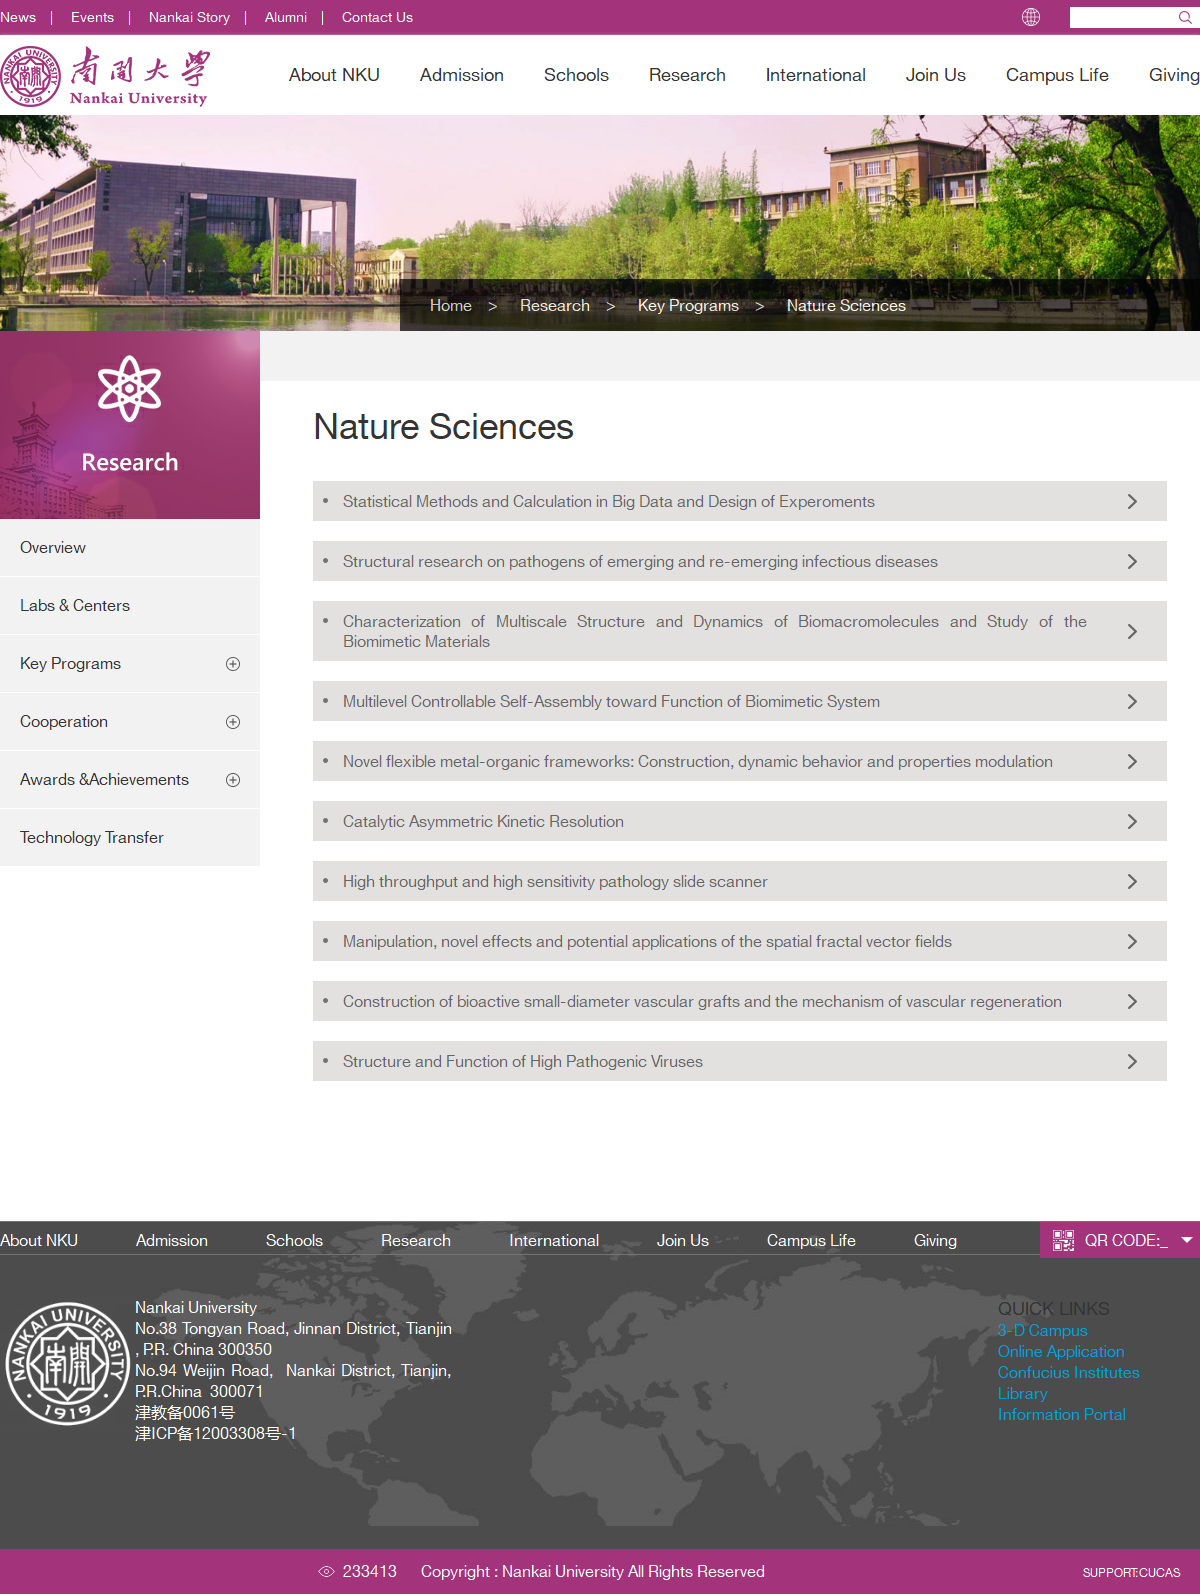 News | Events | Nankai Story | Alumni | Contact Us
NANKAI UNIVERSITY
南開
1919
南開大學
Nankai University
About NKU Admission Schools Research International Join Us Campus Life Giving
Home > Research > Key Programs > Nature Sciences
Research
Overview
Labs & Centers
Key Programs
Cooperation
Awards &Achievements
Technology Transfer
Nature Sciences
• Statistical Methods and Calculation in Big Data and Design of Experoments
• Structural research on pathogens of emerging and re-emerging infectious diseases
• Characterization of Multiscale Structure and Dynamics of Biomacromolecules and Study of the
Biomimetic Materials
• Multilevel Controllable Self-Assembly toward Function of Biomimetic System
• Novel flexible metal-organic frameworks: Construction, dynamic behavior and properties modulation
• Catalytic Asymmetric Kinetic Resolution
• High throughput and high sensitivity pathology slide scanner
• Manipulation, novel effects and potential applications of the spatial fractal vector fields
• Construction of bioactive small-diameter vascular grafts and the mechanism of vascular regeneration
• Structure and Function of High Pathogenic Viruses
About NKU Admission Schools Research International Join Us Campus Life Giving QR CODE:_
NANKAI UNIVERSITY
南開
1919
Nankai University
No.38 Tongyan Road, Jinnan District, Tianjin
, P.R. China 300350
No.94 Weijin Road, Nankai District, Tianjin,
P.R.China 300071
津教备0061号
津ICP备12003308号-1
QUICK LINKS
3-D Campus
Online Application
Confucius Institutes
Library
Information Portal
233413 Copyright : Nankai University All Rights Reserved
SUPPORT:CUCAS